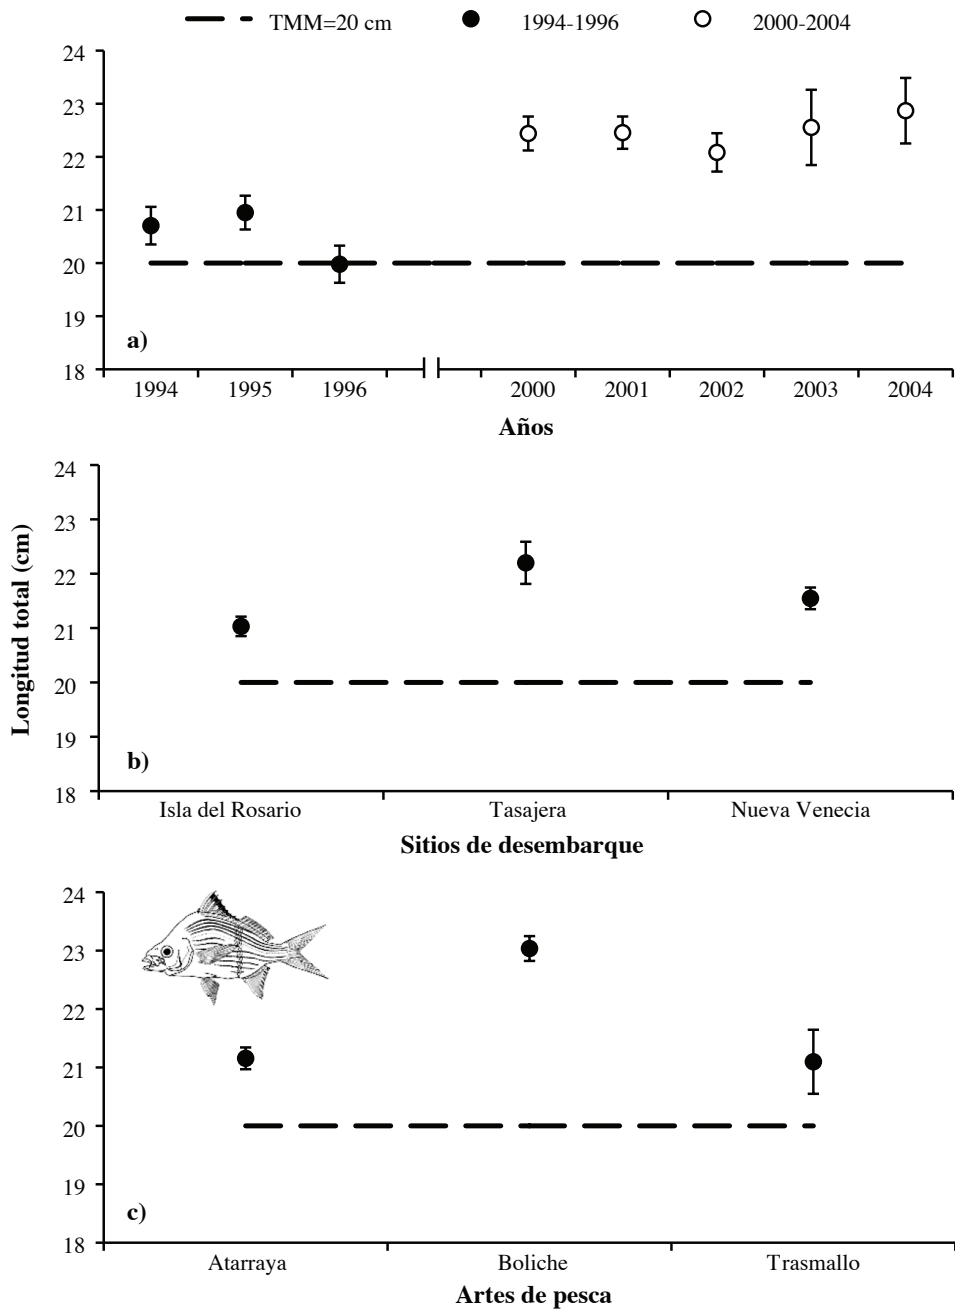 TMM=20 cm 1994-1996 2000-2004
24
23
22
21
20
19
18
a)
1994 1995 1996 2000 2001 2002 2003 2004
Años
Longitud total (cm)
24
23
22
21
20
19
18
b)
Isla del Rosario Tasajera Nueva Venecia
Sitios de desembarque
24
23
22
21
20
19
18
c)
Atarraya Boliche Trasmallo
Artes de pesca